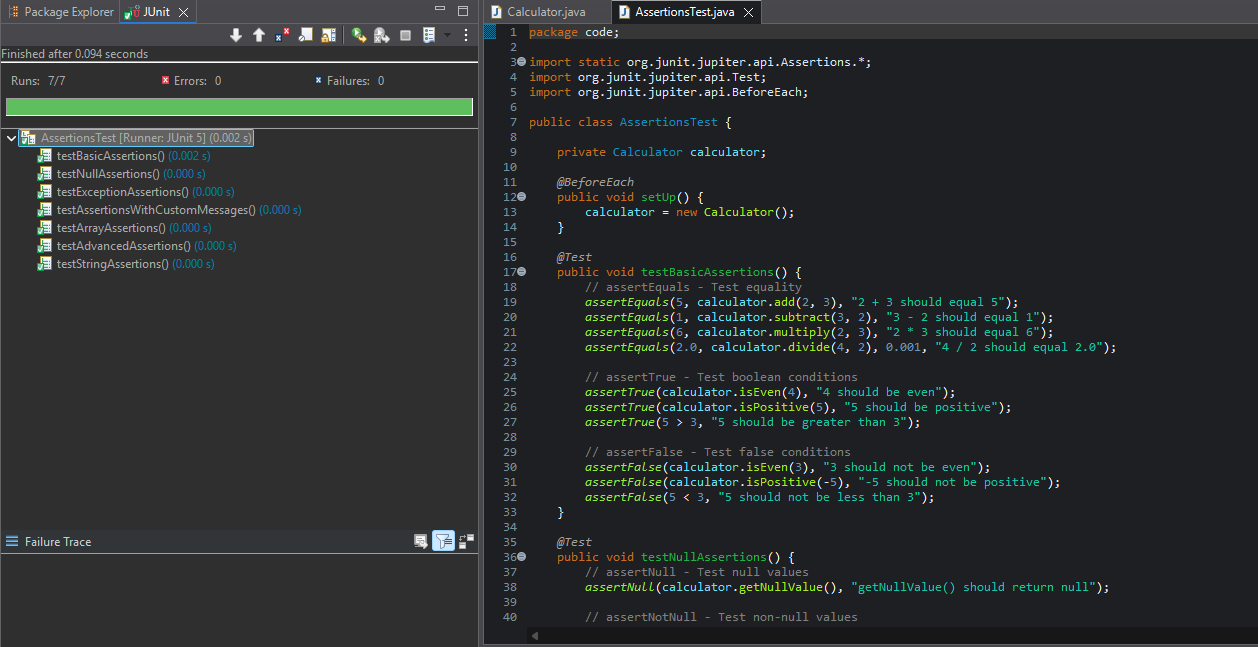 Package Explorer
JUnit
Finished after 0.094 seconds
Runs: 7/7
Errors: 0
Failures: 0
AssertionsTest [Runner: JUnit 5] (0.002 s)
testBasicAssertions() (0.002 s)
testNullAssertions() (0.000 s)
testExceptionAssertions() (0.000 s)
testAssertionsWithCustomMessages() (0.000 s)
testArrayAssertions() (0.000 s)
testAdvancedAssertions() (0.000 s)
testStringAssertions() (0.000 s)
Failure Trace
Calculator.java
AssertionsTest.java
1 package code;
2
3 import static org.junit.jupiter.api.Assertions.*;
4 import org.junit.jupiter.api.Test;
5 import org.junit.jupiter.api.BeforeEach;
6
7 public class AssertionsTest {
8
9     private Calculator calculator;
10
11     @BeforeEach
12     public void setUp() {
13         calculator = new Calculator();
14     }
15
16     @Test
17     public void testBasicAssertions() {
18         // assertEquals - Test equality
19         assertEquals(5, calculator.add(2, 3), "2 + 3 should equal 5");
20         assertEquals(1, calculator.subtract(3, 2), "3 - 2 should equal 1");
21         assertEquals(6, calculator.multiply(2, 3), "2 * 3 should equal 6");
22         assertEquals(2.0, calculator.divide(4, 2), 0.001, "4 / 2 should equal 2.0");
23
24         // assertTrue - Test boolean conditions
25         assertTrue(calculator.isEven(4), "4 should be even");
26         assertTrue(calculator.isPositive(5), "5 should be positive");
27         assertTrue(5 > 3, "5 should be greater than 3");
28
29         // assertFalse - Test false conditions
30         assertFalse(calculator.isEven(3), "3 should not be even");
31         assertFalse(calculator.isPositive(-5), "-5 should not be positive");
32         assertFalse(5 < 3, "5 should not be less than 3");
33     }
34
35     @Test
36     public void testNullAssertions() {
37         // assertNull - Test null values
38         assertNull(calculator.getNullValue(), "getNullValue() should return null");
39
40         // assertNotNull - Test non-null values